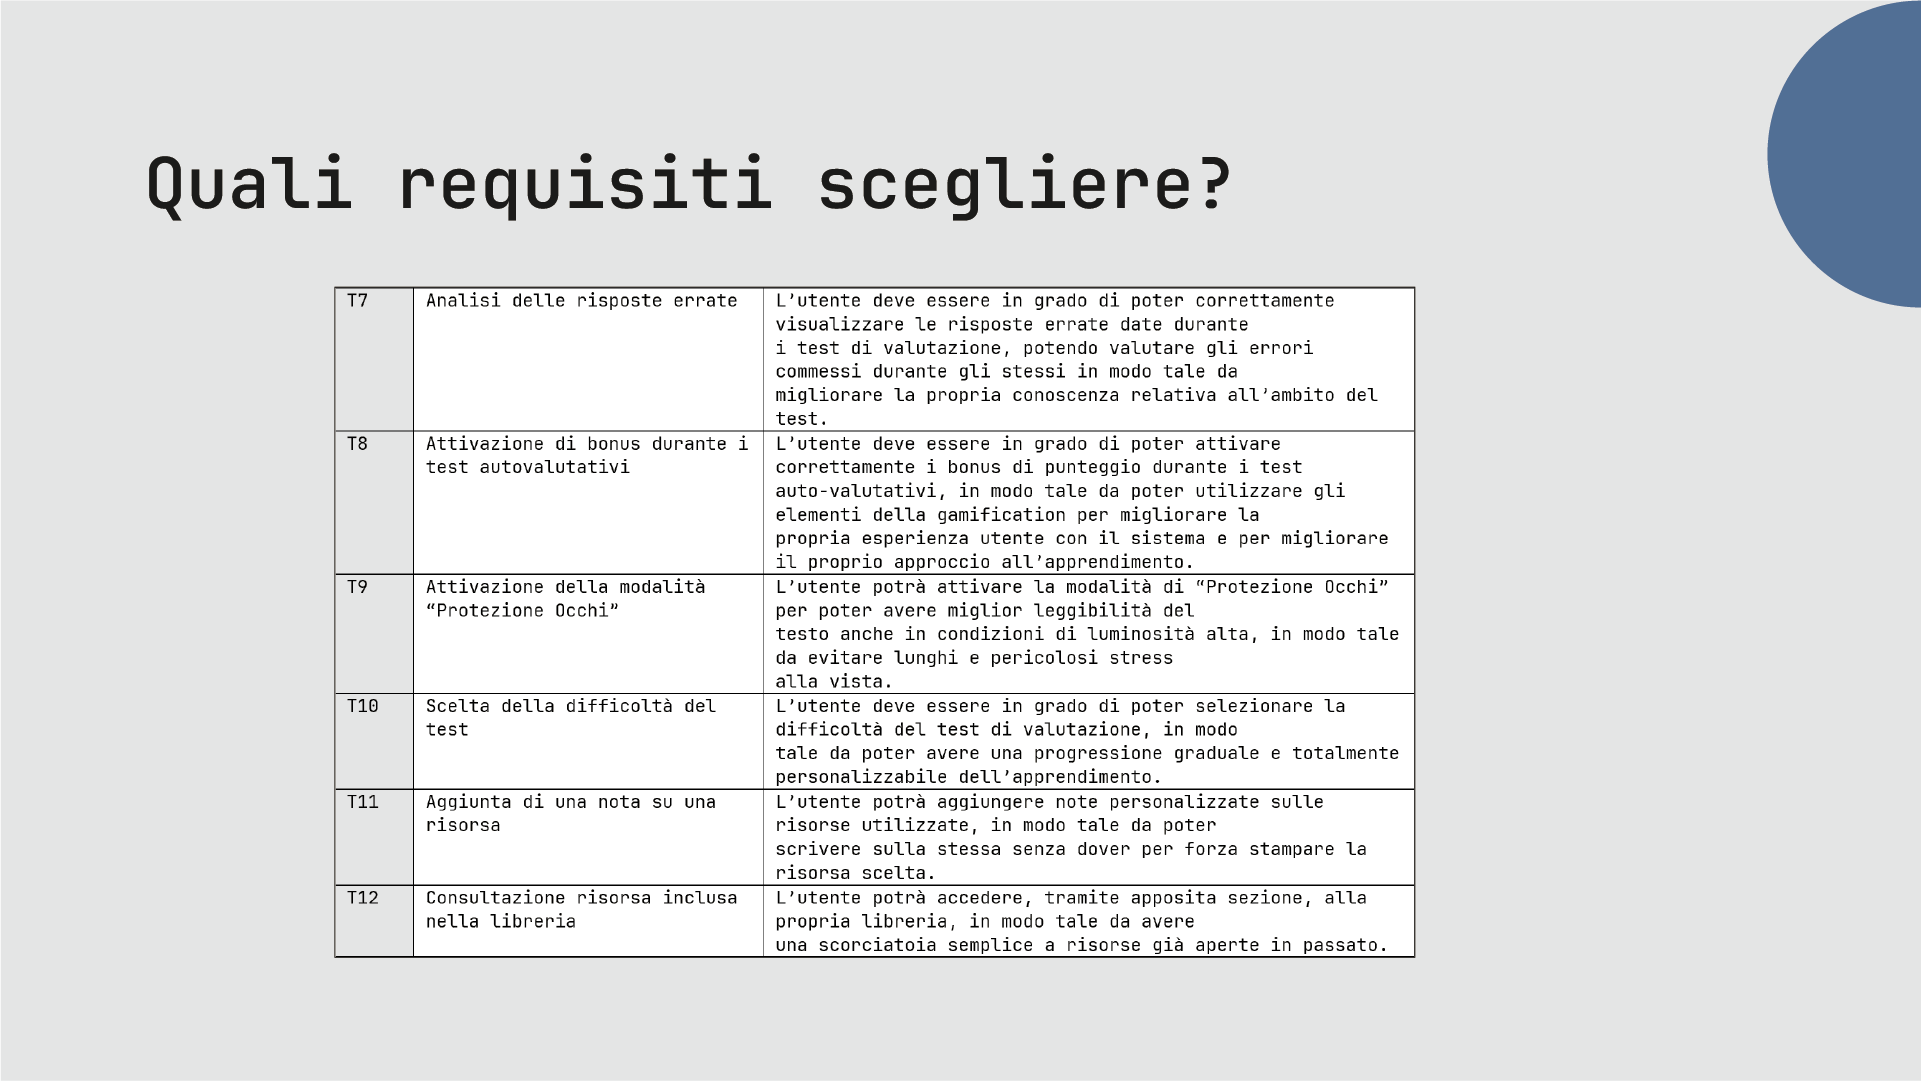 Quali requisiti scegliere?
T7
Analisi delle risposte errate
L’utente deve essere in grado di poter correttamente
visualizzare le risposte errate date durante
i test di valutazione, potendo valutare gli errori
commessi durante gli stessi in modo tale da
migliorare la propria conoscenza relativa all’ambito del
test.
T8
Attivazione di bonus durante i
test autovalutativi
L’utente deve essere in grado di poter attivare
correttamente i bonus di punteggio durante i test
auto-valutativi, in modo tale da poter utilizzare gli
elementi della gamification per migliorare la
propria esperienza utente con il sistema e per migliorare
il proprio approccio all’apprendimento.
T9
Attivazione della modalità
“Protezione Occhi”
L’utente potrà attivare la modalità di “Protezione Occhi”
per poter avere miglior leggibilità del
testo anche in condizioni di luminosità alta, in modo tale
da evitare lunghi e pericolosi stress
alla vista.
T10
Scelta della difficoltà del
test
L’utente deve essere in grado di poter selezionare la
difficoltà del test di valutazione, in modo
tale da poter avere una progressione graduale e totalmente
personalizzabile dell’apprendimento.
T11
Aggiunta di una nota su una
risorsa
L’utente potrà aggiungere note personalizzate sulle
risorse utilizzate, in modo tale da poter
scrivere sulla stessa senza dover per forza stampare la
risorsa scelta.
T12
Consultazione risorsa inclusa
nella libreria
L’utente potrà accedere, tramite apposita sezione, alla
propria libreria, in modo tale da avere
una scorciatoia semplice a risorse già aperte in passato.